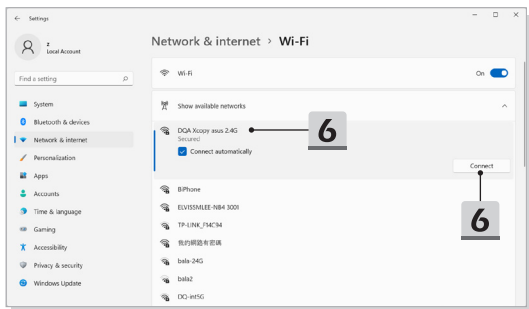 Settings
z
Local Account
Find a setting
System
Bluetooth & devices
Network & internet
Personalization
Apps
Accounts
Time & language
Gaming
Accessibility
Privacy & security
Windows Update
Network & internet > Wi-Fi
Wi-Fi
On
Show available networks
DQA Xcopy asus 2.4G
Secured
Connect automatically
6
Connect
6
BiPhone
ELVISSMLEE-NB4 3001
TP-LINK_F14C94
我的網路有密碼
bala-24G
bala2
DQ-int5G